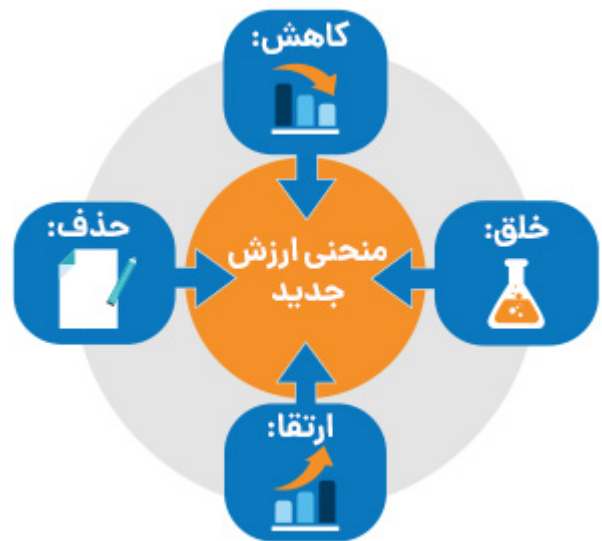 کاهش:
خلق:
حذف:
منحنی ارزش
جدید
ارتقا: